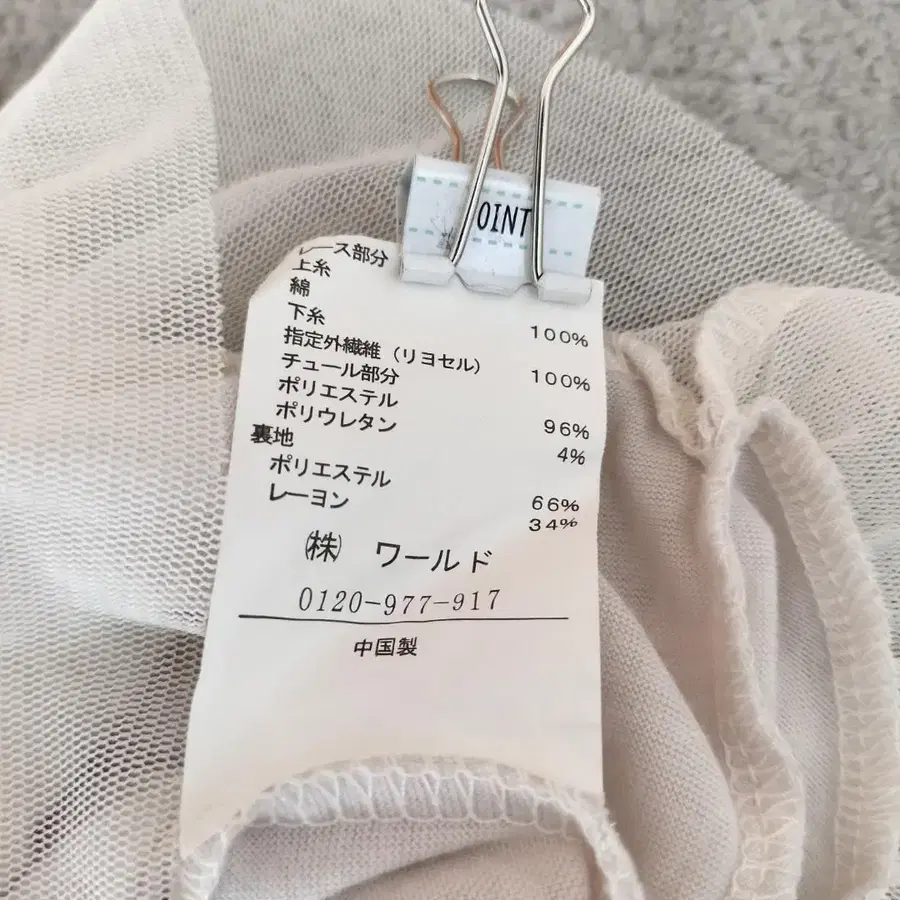 OINT
レース部分
上糸
綿 100%
下糸
指定外繊維（リヨセル） 100%
チュール部分
ポリエステル 96%
ポリウレタン 4%
裏地
ポリエステル 66%
レーヨン 34%
㈱ ワールド
0120-977-917
中国製